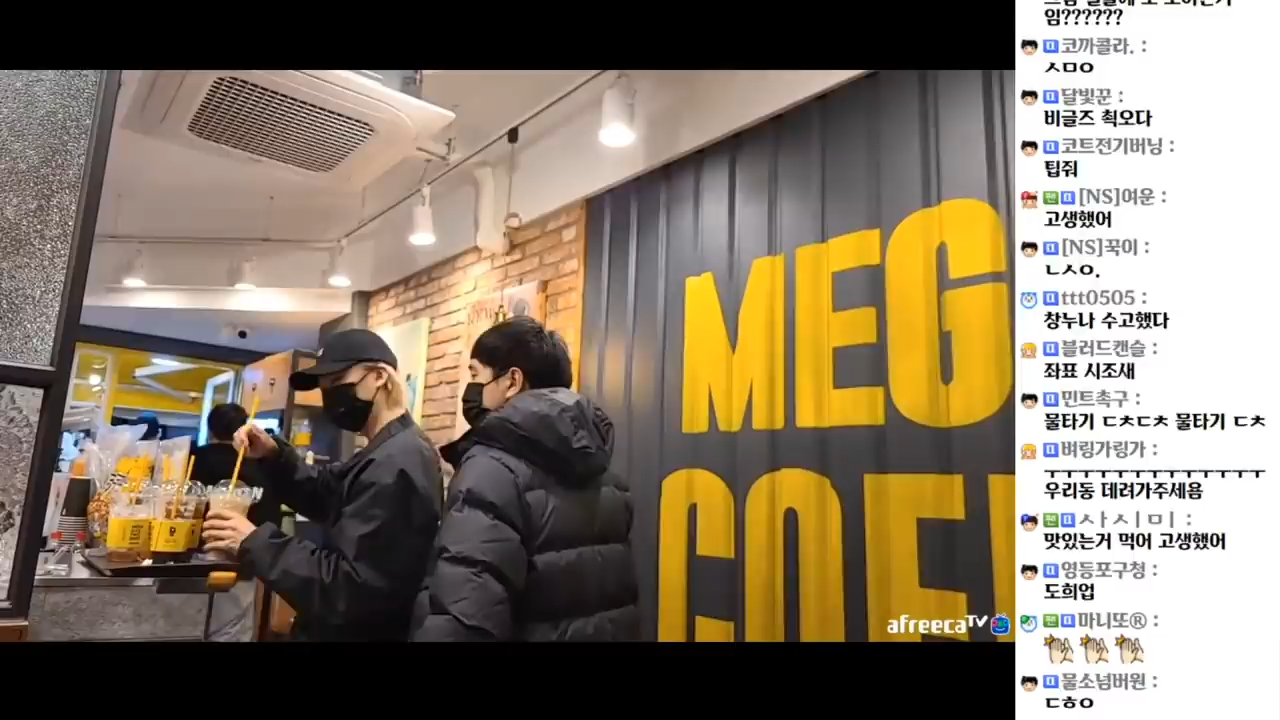 임??????
코까콜라. :
ㅅㅁㅇ
달빛꾼 :
비글즈 쵝오다
코트전기버닝 :
팁줘
[NS]여운 :
고생했어
[NS]꾹이 :
ㄴㅅㅇ.
ttt0505 :
창누나 수고했다
블러드캔슬 :
좌표 시조새
민트촉구 :
물타기 ㄷㅊㄷㅊ 물타기 ㄷㅊ
벼링가링가 :
ㅜㅜㅜㅜㅜㅜㅜㅜㅜㅜㅜㅜㅜ
우리동 데려가주세욤
ㅅㅏㅅㅣㅁㅣ :
맛있는거 먹어 고생했어
영등포구청 :
도희업
마니또® :
물소넘버원 :
ㄷㅎㅇ
MEG
COF
afreecaTV